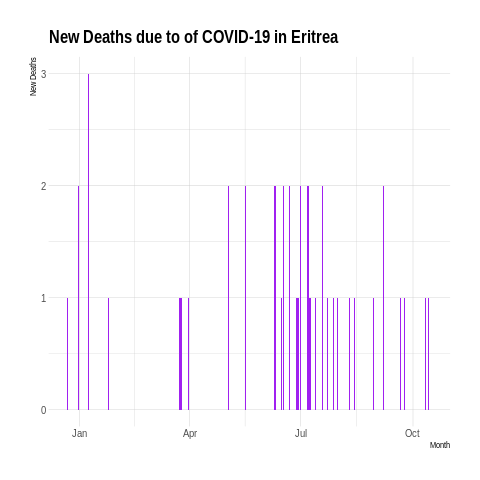 New Deaths due to of COVID-19 in Eritrea
New Deaths
3
2
1
0
Jan Apr Jul Oct
Month